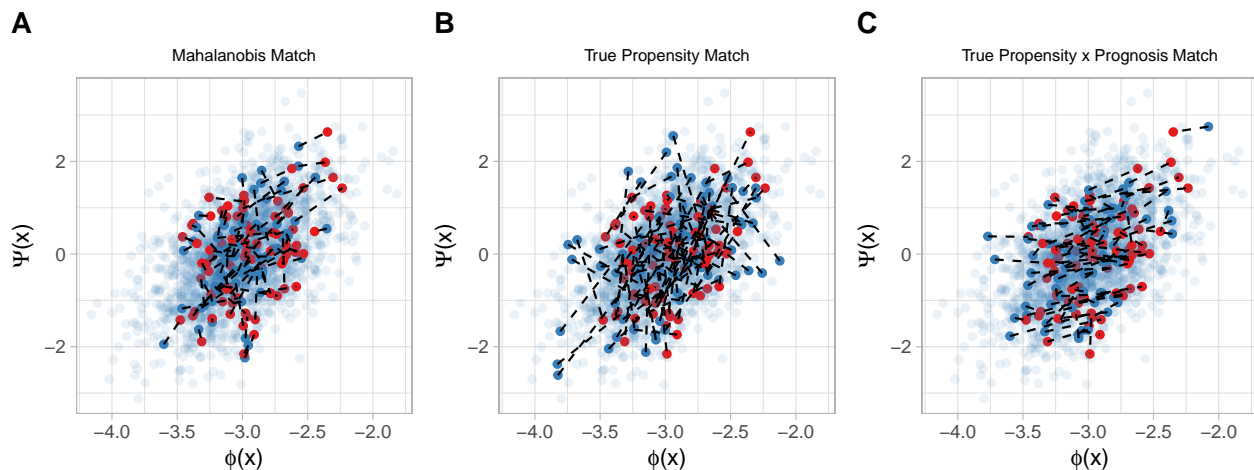 A
B
C
Mahalanobis Match
True Propensity Match
True Propensity x Prognosis Match
Ψ(x)
2
0
−2
−4.0 −3.5 −3.0 −2.5 −2.0
ϕ(x)
Ψ(x)
2
0
−2
−4.0 −3.5 −3.0 −2.5 −2.0
ϕ(x)
Ψ(x)
2
0
−2
−4.0 −3.5 −3.0 −2.5 −2.0
ϕ(x)